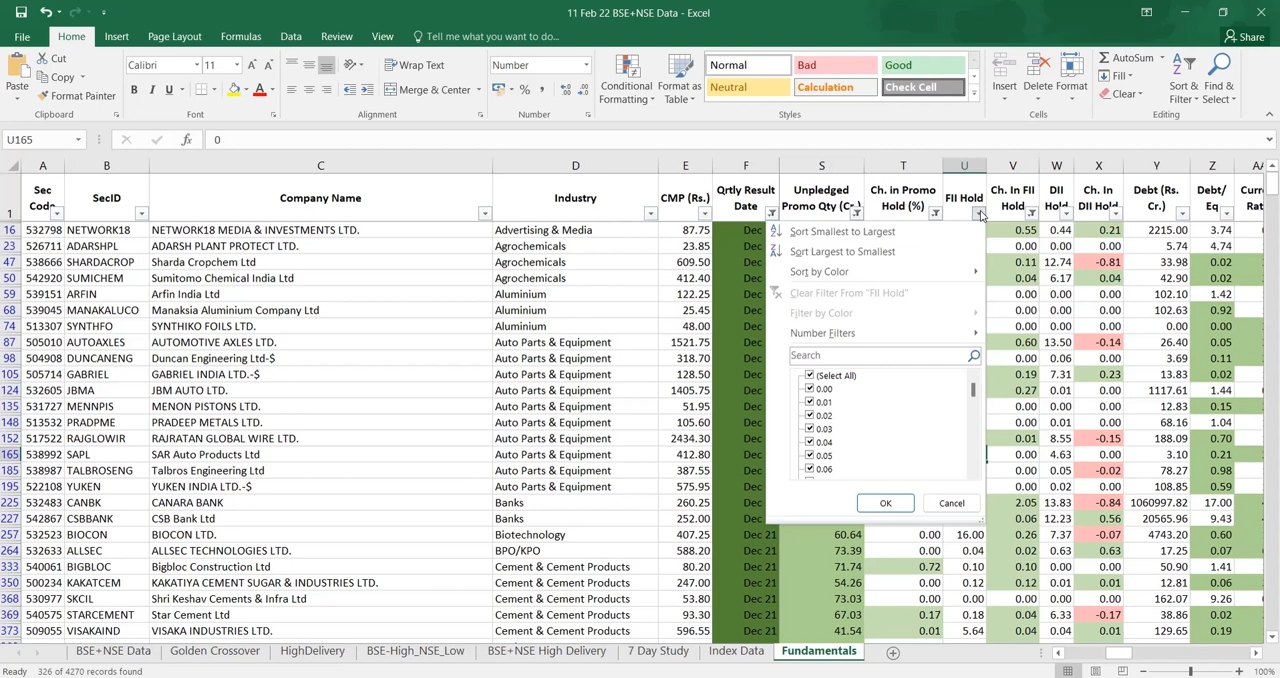 11 Feb 22 BSE+NSE Data - Excel
File Home Insert Page Layout Formulas Data Review View Tell me what you want to do... Share
Paste Cut Copy Format Painter Clipboard
Calibri 11 B I U Font
Wrap Text Merge & Center Alignment
Number % , Number
Conditional Formatting Format as Table
Normal Bad Good
Neutral Calculation Check Cell
Styles
Insert Delete Format Cells
AutoSum Fill Clear Sort & Filter Find & Select Editing
U165 fx 0
A B C D E F S T U V W X Y Z AA
1 Sec Code SecID Company Name Industry CMP (Rs.) Qrtly Result Date Unpledged Promo Qty (Cr.) Ch. in Promo Hold (%) FII Hold Ch. In FII Hold DII Hold Ch. In DII Hold Debt (Rs. Cr.) Debt/ Eq
16 532798 NETWORK18 NETWORK18 MEDIA & INVESTMENTS LTD. Advertising & Media 87.75 Dec 0.55 0.44 0.21 2215.00 3.74
23 526711 ADARSHPL ADARSH PLANT PROTECT LTD. Agrochemicals 23.85 Dec 0.00 0.00 0.00 5.74 4.74
47 538666 SHARDACROP Sharda Cropchem Ltd Agrochemicals 609.50 Dec 0.11 12.74 -0.81 33.98 0.02
50 542920 SUMICHEM Sumitomo Chemical India Ltd Agrochemicals 412.40 Dec 0.04 6.17 0.04 42.90 0.02
59 539151 ARFIN Arfin India Ltd Aluminium 122.25 Dec 0.00 0.00 0.00 102.10 1.42
68 539045 MANAKALUCO Manaksia Aluminium Company Ltd Aluminium 25.45 Dec 0.00 0.00 0.00 102.63 0.92
74 513307 SYNTHFO SYNTHIKO FOILS LTD. Aluminium 48.00 Dec 0.00 0.00 0.00 0.00 0.00
87 505010 AUTOAXLES AUTOMOTIVE AXLES LTD. Auto Parts & Equipment 1521.75 Dec 0.60 13.50 -0.14 26.40 0.05
98 504908 DUNCANENG Duncan Engineering Ltd-$ Auto Parts & Equipment 318.70 Dec 0.00 0.06 0.00 3.69 0.11
105 505714 GABRIEL GABRIEL INDIA LTD.-$ Auto Parts & Equipment 128.50 Dec 0.19 7.31 0.23 13.83 0.02
124 532605 JBMA JBM AUTO LTD. Auto Parts & Equipment 1405.75 Dec 0.27 0.01 0.00 1117.61 1.44
135 531727 MENNPIS MENON PISTONS LTD. Auto Parts & Equipment 51.95 Dec 0.00 0.00 0.00 12.83 0.15
148 513532 PRADPME PRADEEP METALS LTD. Auto Parts & Equipment 105.60 Dec 0.00 0.01 0.00 68.16 1.04
152 517522 RAJGLOWIR RAJRATAN GLOBAL WIRE LTD. Auto Parts & Equipment 2434.30 Dec 0.01 8.55 -0.15 188.09 0.70
165 538992 SAPL SAR Auto Products Ltd Auto Parts & Equipment 412.80 Dec 0.00 4.63 0.00 3.10 0.21
185 538987 TALBROSENG Talbros Engineering Ltd Auto Parts & Equipment 387.55 Dec 0.00 0.05 -0.02 78.27 0.98
195 522108 YUKEN YUKEN INDIA LTD.-$ Auto Parts & Equipment 575.95 Dec 0.00 0.02 0.00 108.85 0.59
225 532483 CANBK CANARA BANK Banks 260.25 Dec 2.05 13.83 -0.84 1060997.82 17.00
227 542867 CSBBANK CSB Bank Ltd Banks 252.00 Dec 0.06 12.23 0.56 20565.96 9.43
257 532523 BIOCON BIOCON LTD. Biotechnology 407.25 Dec 21 60.64 0.00 16.00 0.26 7.37 -0.07 4743.20 0.60
264 532633 ALLSEC ALLSEC TECHNOLOGIES LTD. BPO/KPO 588.20 Dec 21 73.39 0.00 0.04 0.02 0.63 0.63 17.25 0.07
333 540061 BIGBLOC Bigbloc Construction Ltd Cement & Cement Products 80.20 Dec 21 71.74 0.72 0.10 0.10 0.00 0.00 50.90 1.41
350 500234 KAKATCEM KAKATIYA CEMENT SUGAR & INDUSTRIES LTD. Cement & Cement Products 247.00 Dec 21 54.26 0.00 0.12 0.12 0.01 0.01 12.81 0.06
358 530977 SKCIL Shri Keshav Cements & Infra Ltd Cement & Cement Products 53.80 Dec 21 73.03 0.00 0.00 0.00 0.00 0.00 162.07 9.26
369 540575 STARCEMENT Star Cement Ltd Cement & Cement Products 93.30 Dec 21 67.03 0.17 0.18 0.14 6.33 -0.17 38.86 0.02
373 509055 VISAKAIND VISAKA INDUSTRIES LTD. Cement & Cement Products 596.55 Dec 21 41.54 0.01 5.64 0.04 0.04 0.01 129.65 0.19
Sort Smallest to Largest
Sort Largest to Smallest
Sort by Color
Clear Filter From "FII Hold"
Filter by Color
Number Filters
Search
(Select All)
0.00
0.01
0.02
0.03
0.04
0.05
0.06
OK Cancel
BSE+NSE Data Golden Crossover HighDelivery BSE-High_NSE_Low BSE+NSE High Delivery 7 Day Study Index Data Fundamentals
Ready 326 of 4270 records found 100%